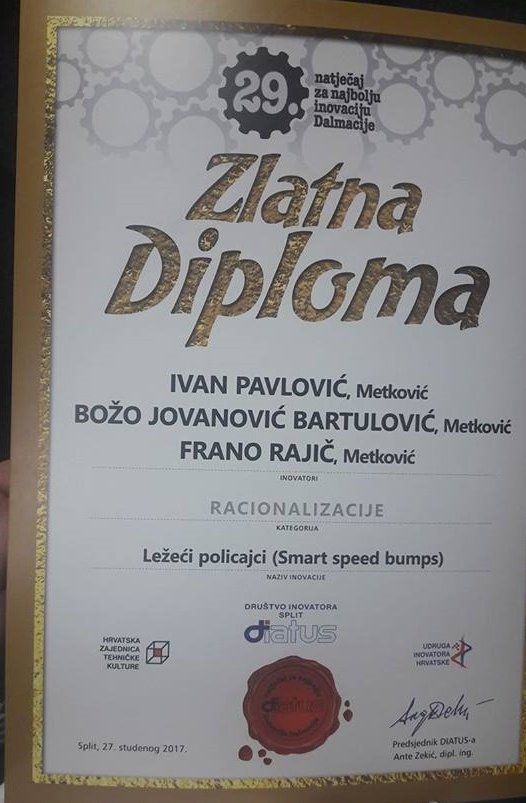 29.
natječaj
za najbolju
inovaciju
Dalmacije
Zlatna
Diploma
IVAN PAVLOVIĆ, Metković
BOŽO JOVANOVIĆ BARTULOVIĆ, Metković
FRANO RAJIČ, Metković
INOVATORI
RACIONALIZACIJE
KATEGORIJA
Ležeći policajci (Smart speed bumps)
NAZIV INOVACIJE
DRUŠTVO INOVATORA
SPLIT
diatus
HRVATSKA
ZAJEDNICA
TEHNIČKE
KULTURE
UDRUGA
INOVATORA
HRVATSKE
diatus
Split, 27. studenog 2017.
Predsjednik DIATUS-a
Ante Zekić, dipl. ing.